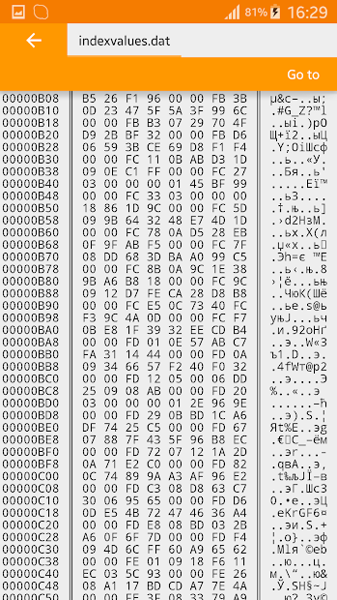 81% 16:29
indexvalues.dat
Go to
00000B08 B5 26 F1 96 00 00 FB 3B µ&с–..ы;
00000B10 0D 23 47 5F 5A 3F 99 6C .#G_Z?™l
00000B18 00 00 FB B3 07 29 70 4F ..ыі.)pO
00000B20 D9 2B BF 32 00 00 FB D6 Щ+ї2..ыЦ
00000B28 06 59 3B CE 69 D8 F1 F4 .Y;ОiШсф
00000B30 00 00 FC 11 0B AB D3 1D ..ь..«У.
00000B38 09 0E C1 FF 00 00 FC 27 ..Бя..ь'
00000B40 03 00 00 00 01 45 BF 99 .....Eї™
00000B48 00 FC 33 03 00 00 00 00 .ь3.....
00000B50 18 86 1D 9C 00 00 FC 5D .†.њ..ь]
00000B58 09 9B 64 32 48 E7 4D 1D .›d2HзM.
00000B60 00 00 FC 78 0A D5 28 EB ..ьx.Х(л
00000B68 0F 9F AB F5 00 00 FC 7F
00000B70 08 DD 68 3D BA A0 99 C5 .Эh=є ™Е
00000B78 00 00 FC 8B 0A 9C 1E 38 ..ь‹.њ.8
00000B80 9B A6 B8 18 00 00 FC 9C ›¦ё...ьњ
00000B88 09 12 D7 FE CA 28 D8 B8 ..ЧюК(Шё
00000B90 00 00 FC E5 0C 73 40 FC ..ье.s@ь
00000B98 F3 9C 4A 0D 00 00 FC F7 уњJ...ьч
00000BA0 0B E8 1F 39 32 EE CD B4 .и.92оНґ
00000BA8 00 00 FD 01 0E 57 AB C7 ..э..W«З
00000BB0 FA 31 14 44 00 00 FD 0A ъ1.D..э.
00000BB8 09 34 66 57 F2 40 F0 32 .4fWт@р2
00000BC0 00 00 FD 12 05 00 06 DD ..э....Э
00000BC8 25 09 08 AB 00 00 FD 20 %..«..э
00000BD0 03 00 00 00 01 2E 96 9E ......–ћ
00000BD8 00 00 FD 29 0B BD 1C A6 ..э).Ѕ.¦
00000BE0 DF 74 25 C5 00 00 FD 67 Яt%Е..эg
00000BE8 07 88 7F 43 5F 96 B8 EC
00000BF0 00 00 FD 72 07 12 1A 2D ..эr...-
00000BF8 0A 71 E2 C0 00 00 FD 82 .qвА..э‚
00000C00 0C 74 89 9A A3 AF 96 E2 .t‰љЈЇ–в
00000C08 00 00 FD C3 08 D8 63 C7 ..эГ.ШcЗ
00000C10 30 06 95 65 00 00 FD D6 0.•e..эЦ
00000C18 0D E5 4B 72 47 46 36 A4 .еKrGF6¤
00000C20 00 00 FD E8 08 BD 03 2B ..эи.Ѕ.+
00000C28 A6 0F 6F 7D 00 00 FD F4 ¦.o}..эф
00000C30 09 4D 6C FF 60 A9 65 62 .Mlя`©eb
00000C38 00 00 FE 01 09 18 F6 11 ..ю...ц.
00000C40 EC 03 5C 93 00 00 FE 26 м.\“..ю&
00000C48 08 A1 17 BD CD A7 7E 4A .Ў.ЅН§~J